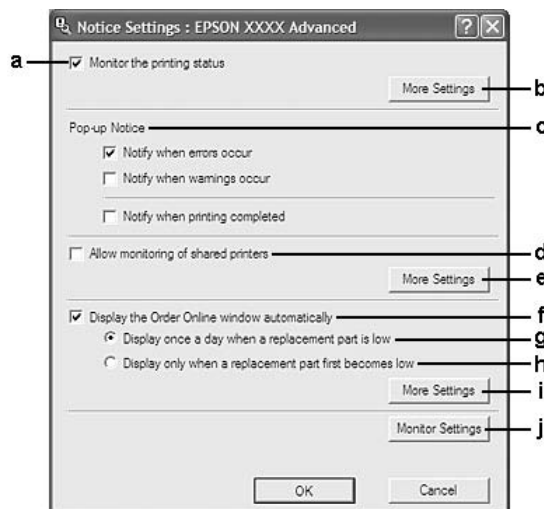 Notice Settings : EPSON XXXX Advanced
a
Monitor the printing status
More Settings
b
Pop-up Notice
c
Notify when errors occur
Notify when warnings occur
Notify when printing completed
Allow monitoring of shared printers
d
More Settings
e
Display the Order Online window automatically
f
Display once a day when a replacement part is low
g
Display only when a replacement part first becomes low
h
More Settings
i
Monitor Settings
j
OK
Cancel